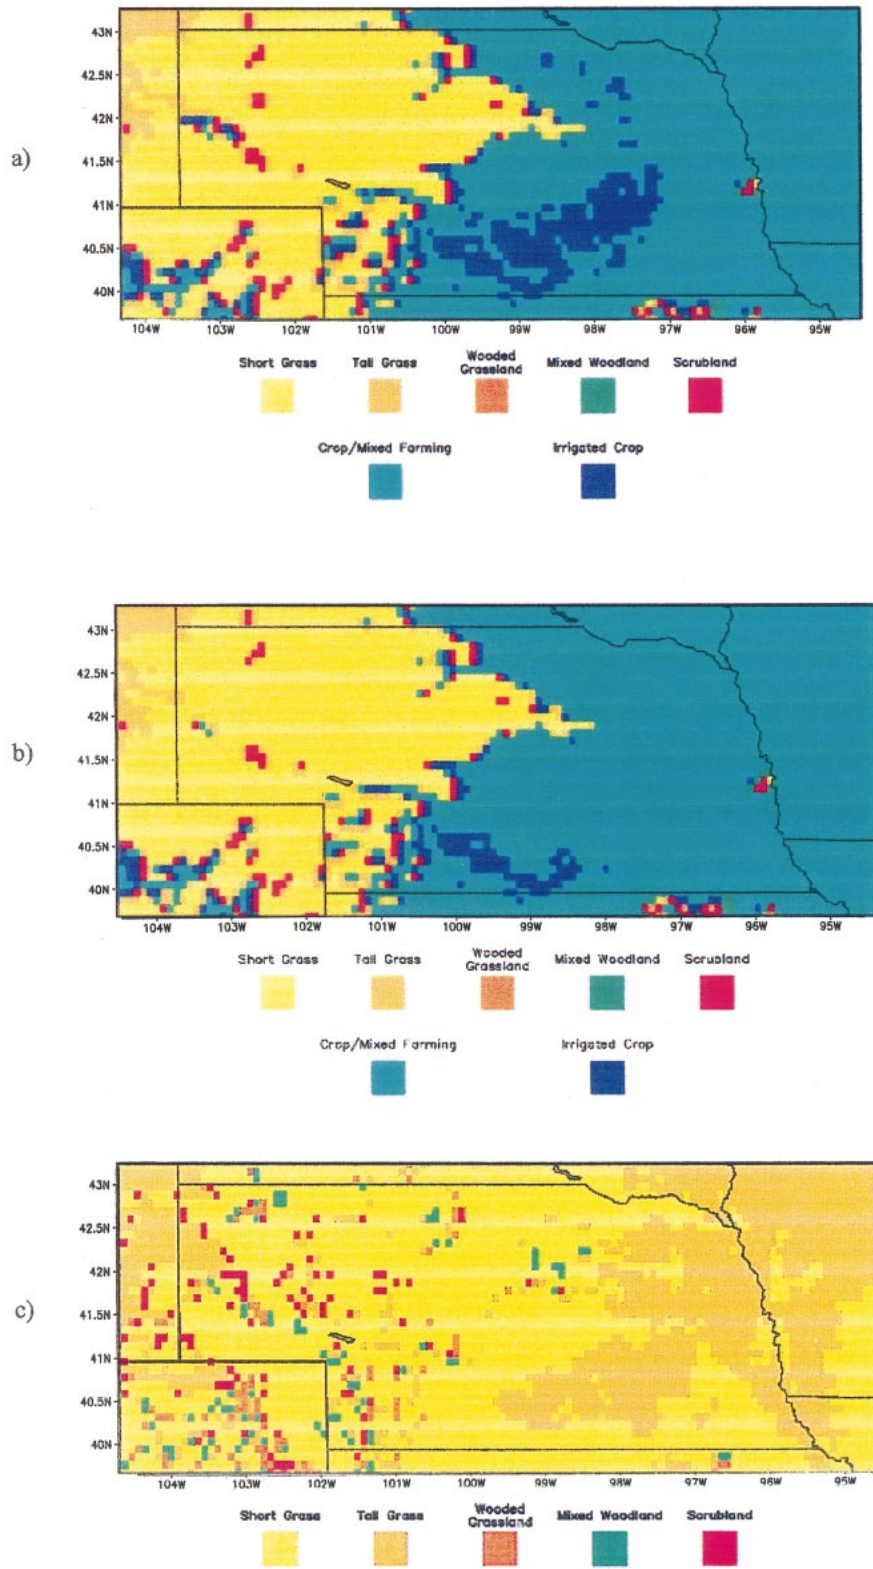 a)
43N
42.5N
42N
41.5N
41N
40.5N
40N
104W 103W 102W 101W 100W 99W 98W 97W 96W 95W
Short Grass Tall Grass Wooded Grassland Mixed Woodland Scrubland
Crop/Mixed Farming Irrigated Crop
b)
43N
42.5N
42N
41.5N
41N
40.5N
40N
104W 103W 102W 101W 100W 99W 98W 97W 96W 95W
Short Grass Tall Grass Wooded Grassland Mixed Woodland Scrubland
Crop/Mixed Farming Irrigated Crop
c)
43N
42.5N
42N
41.5N
41N
40.5N
40N
104W 103W 102W 101W 100W 99W 98W 97W 96W 95W
Short Grass Tall Grass Wooded Grassland Mixed Woodland Scrubland